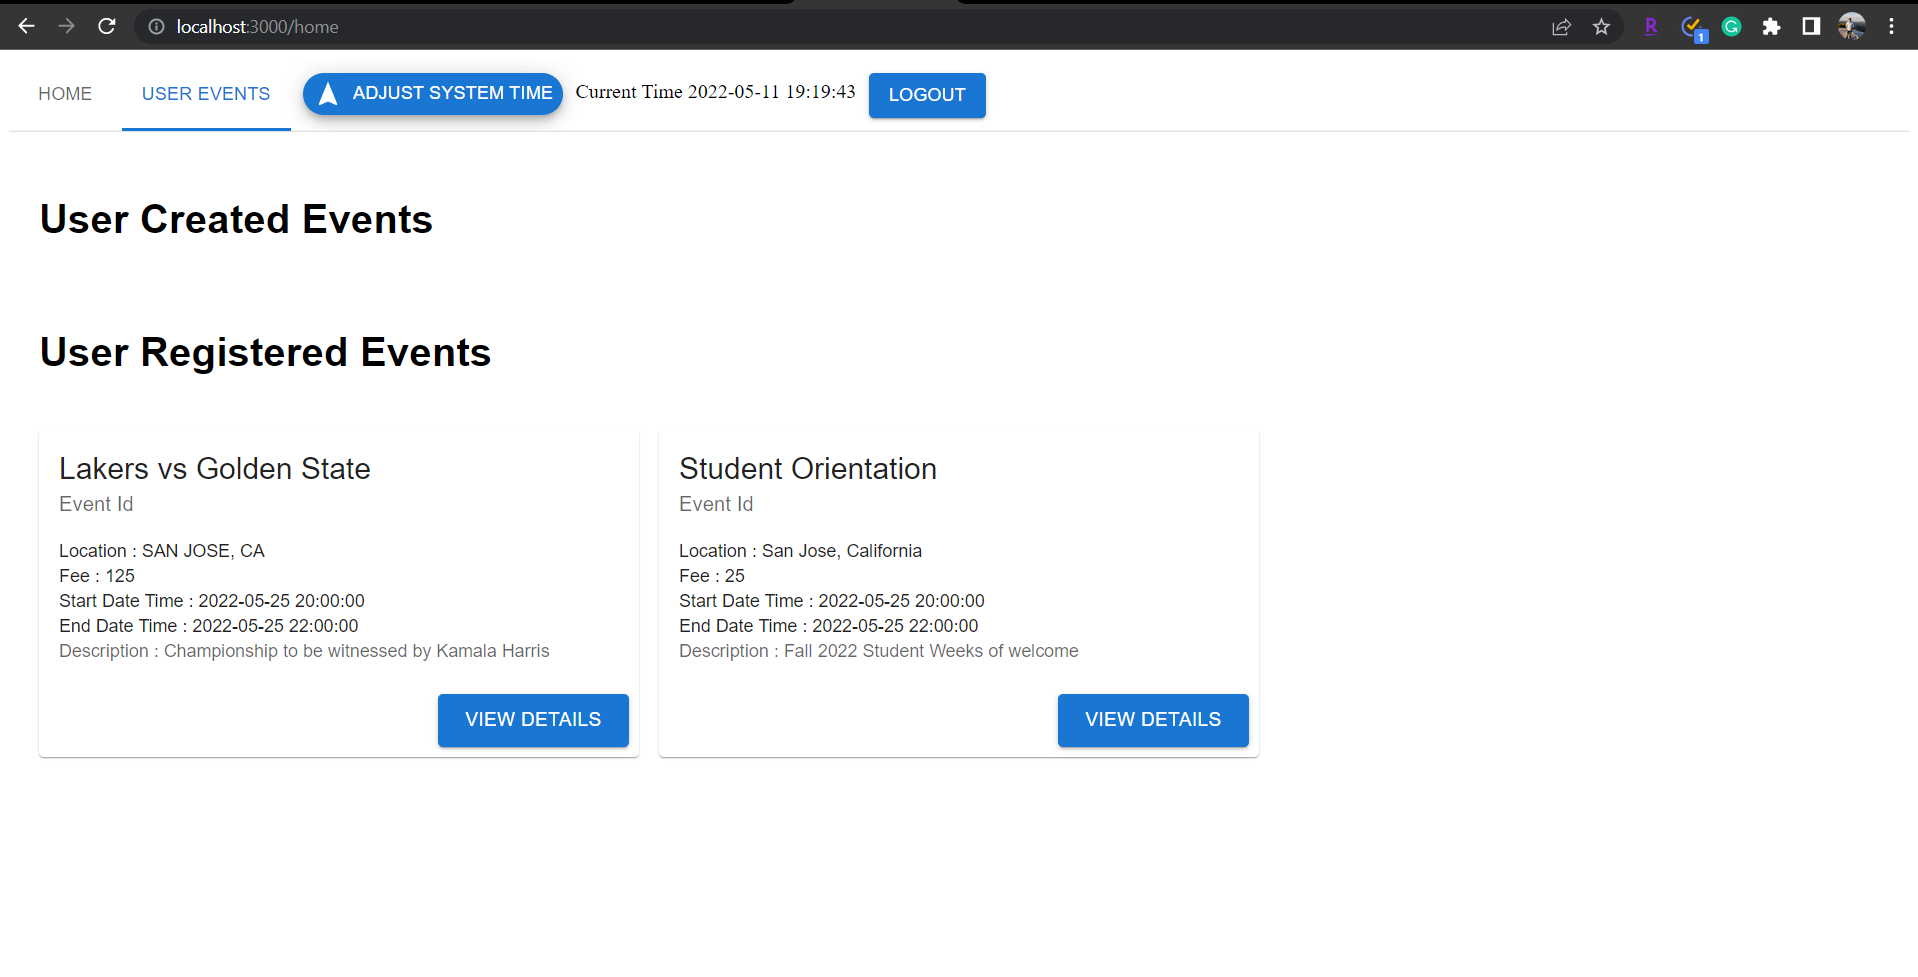 localhost:3000/home
R
1
G
HOME
USER EVENTS
ADJUST SYSTEM TIME
Current Time 2022-05-11 19:19:43
LOGOUT
User Created Events
User Registered Events
Lakers vs Golden State
Event Id
Location : SAN JOSE, CA
Fee : 125
Start Date Time : 2022-05-25 20:00:00
End Date Time : 2022-05-25 22:00:00
Description : Championship to be witnessed by Kamala Harris
VIEW DETAILS
Student Orientation
Event Id
Location : San Jose, California
Fee : 25
Start Date Time : 2022-05-25 20:00:00
End Date Time : 2022-05-25 22:00:00
Description : Fall 2022 Student Weeks of welcome
VIEW DETAILS